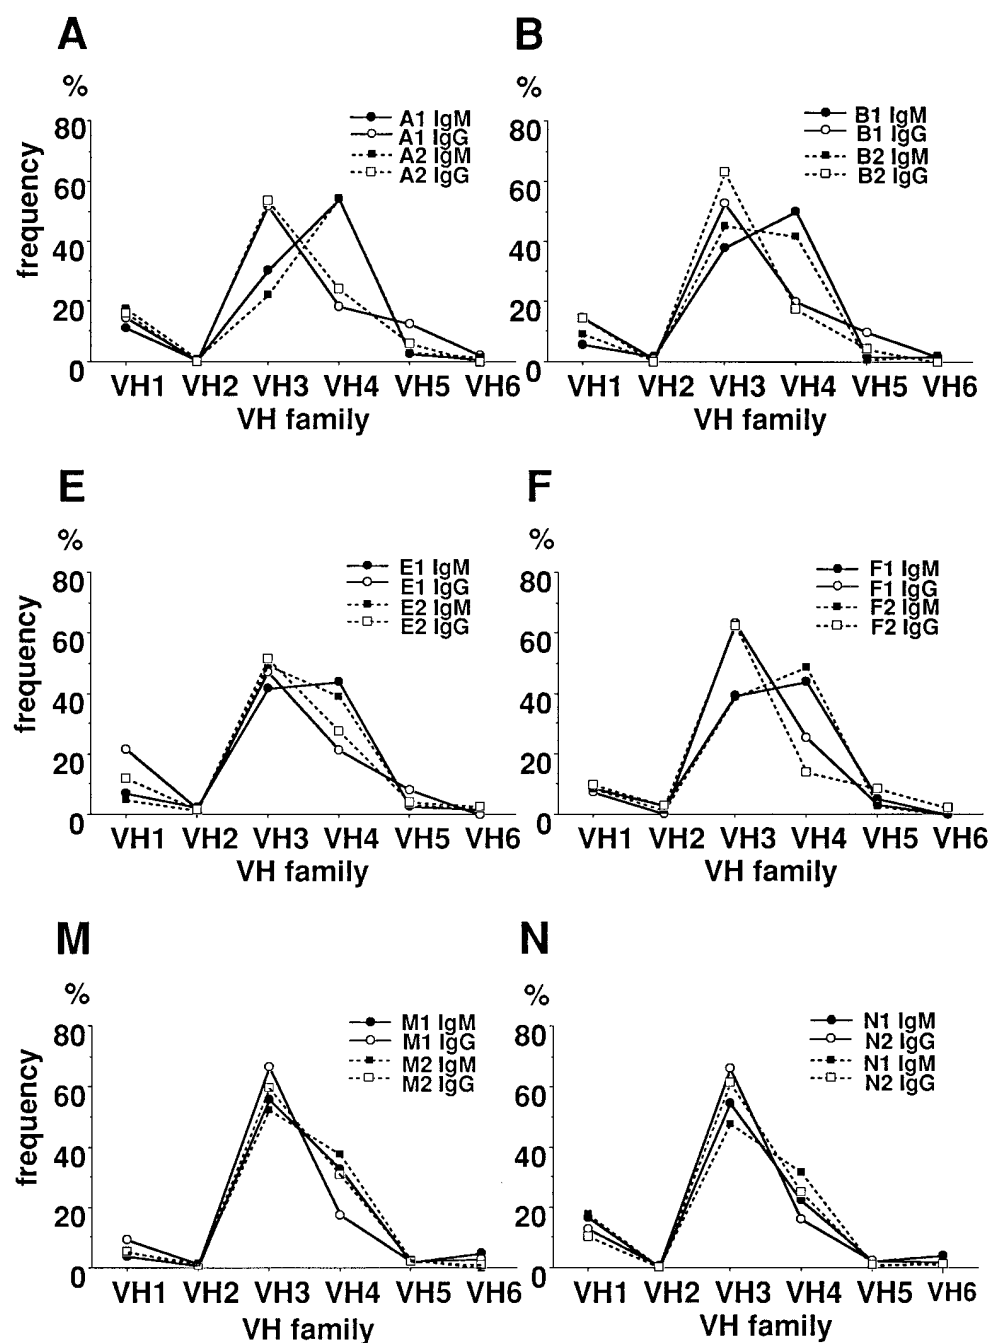 A
%
A1 IgM
A1 IgG
A2 IgM
A2 IgG
80
60
40
20
0
frequency
VH1 VH2 VH3 VH4 VH5 VH6
VH family
B
%
B1 IgM
B1 IgG
B2 IgM
B2 IgG
80
60
40
20
0
VH1 VH2 VH3 VH4 VH5 VH6
VH family
E
%
E1 IgM
E1 IgG
E2 IgM
E2 IgG
80
60
40
20
0
frequency
VH1 VH2 VH3 VH4 VH5 VH6
VH family
F
%
F1 IgM
F1 IgG
F2 IgM
F2 IgG
80
60
40
20
0
VH1 VH2 VH3 VH4 VH5 VH6
VH family
M
%
M1 IgM
M1 IgG
M2 IgM
M2 IgG
80
60
40
20
0
frequency
VH1 VH2 VH3 VH4 VH5 VH6
VH family
N
%
N1 IgM
N2 IgG
N1 IgM
N2 IgG
80
60
40
20
0
VH1 VH2 VH3 VH4 VH5 VH6
VH family